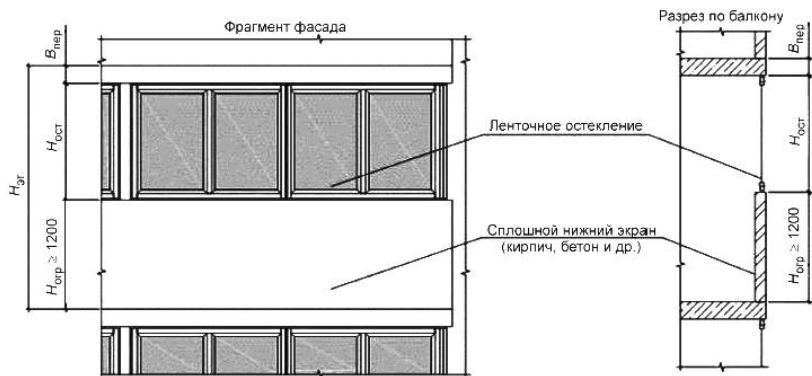 Фрагмент фасада
Разрез по балкону
Bпер
Bпер
Hост
Hост
Ленточное остекление
Hэт
Сплошной нижний экран
(кирпич, бетон и др.)
Hогр ≥ 1200
Hогр ≥ 1200